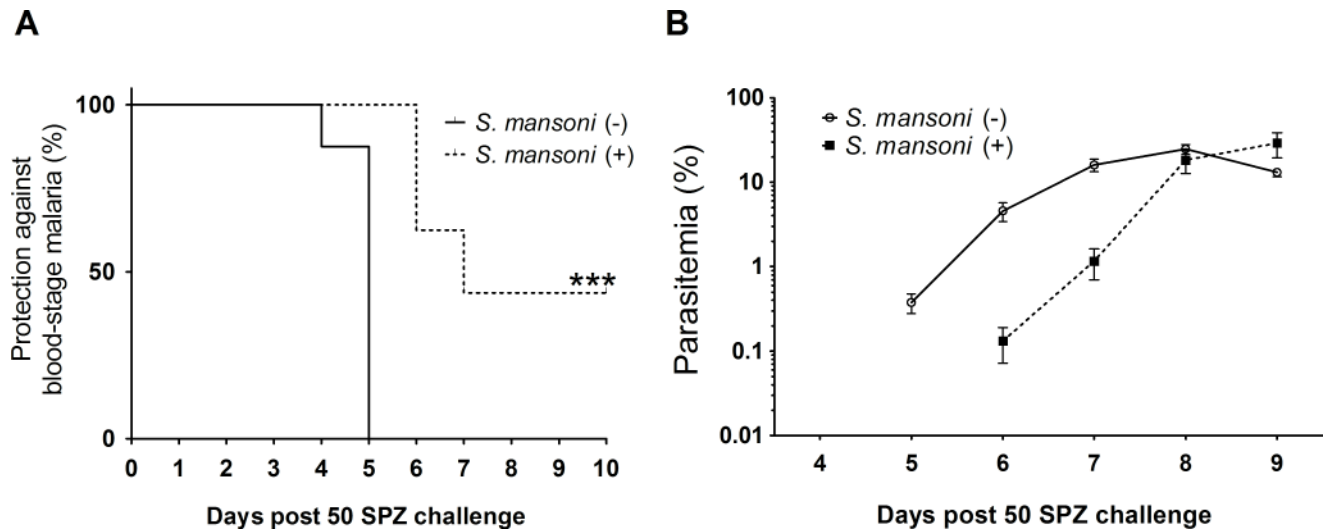 A
Protection against
blood-stage malaria (%)
100
50
0
S. mansoni (-)
S. mansoni (+)
***
0 1 2 3 4 5 6 7 8 9 10
Days post 50 SPZ challenge
B
Parasitemia (%)
100
10
1
0.1
0.01
S. mansoni (-)
S. mansoni (+)
4 5 6 7 8 9
Days post 50 SPZ challenge